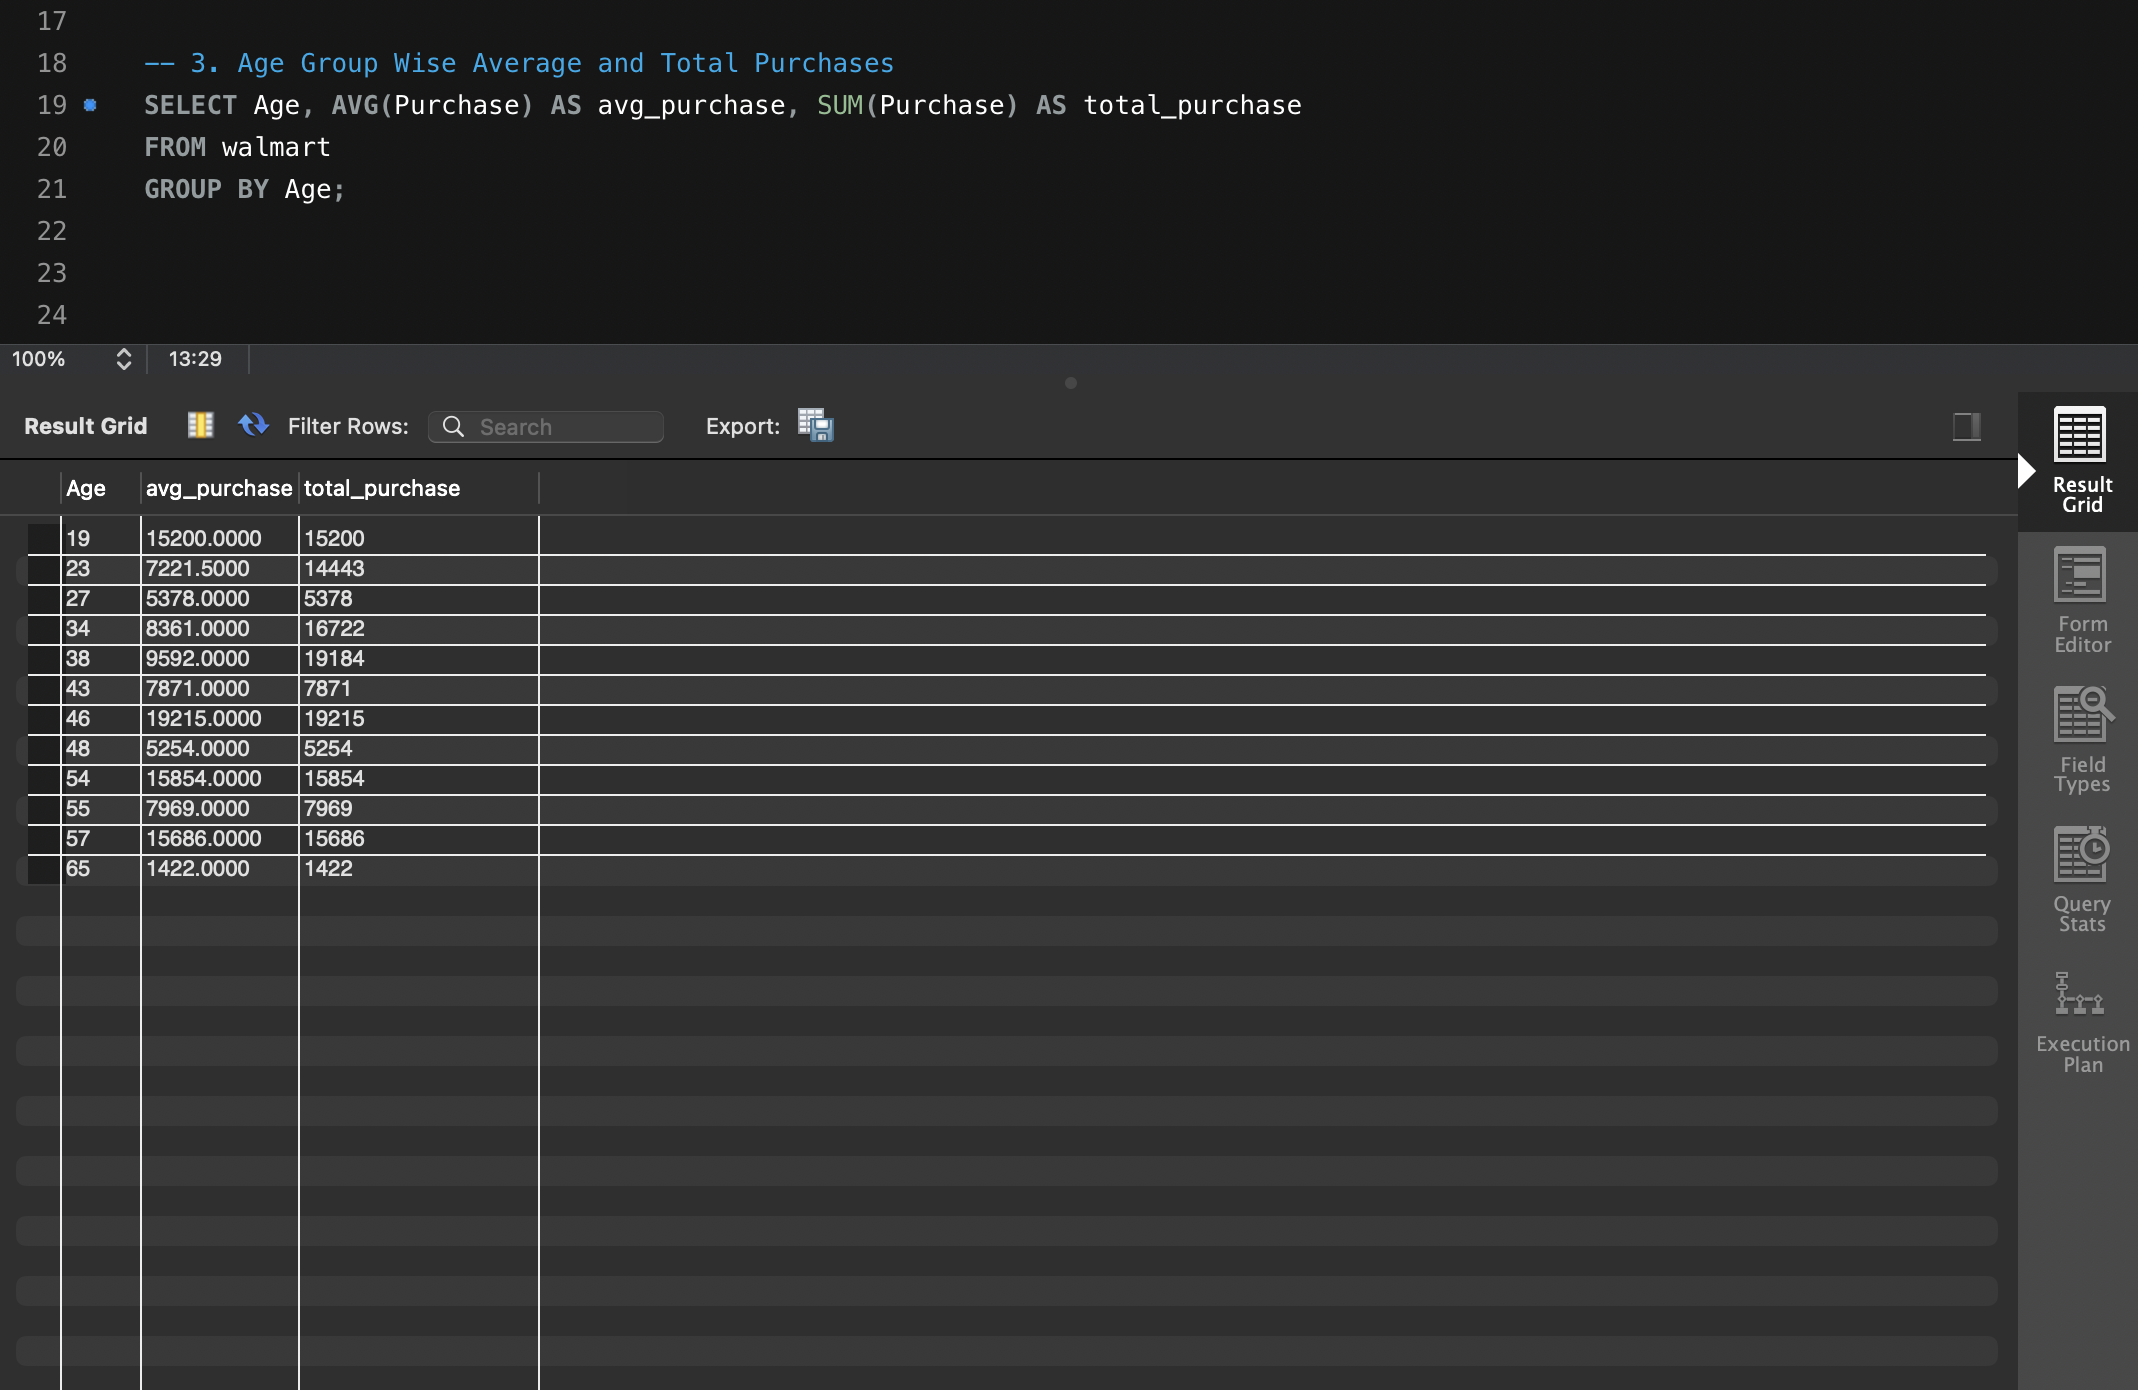 17
18 -- 3. Age Group Wise Average and Total Purchases
19 SELECT Age, AVG(Purchase) AS avg_purchase, SUM(Purchase) AS total_purchase
20 FROM walmart
21 GROUP BY Age;
22
23
24
100% 13:29
Result Grid Filter Rows: Search Export:
Age avg_purchase total_purchase
19 15200.0000 15200
23 7221.5000 14443
27 5378.0000 5378
34 8361.0000 16722
38 9592.0000 19184
43 7871.0000 7871
46 19215.0000 19215
48 5254.0000 5254
54 15854.0000 15854
55 7969.0000 7969
57 15686.0000 15686
65 1422.0000 1422
Result
Grid
Form
Editor
Field
Types
Query
Stats
Execution
Plan